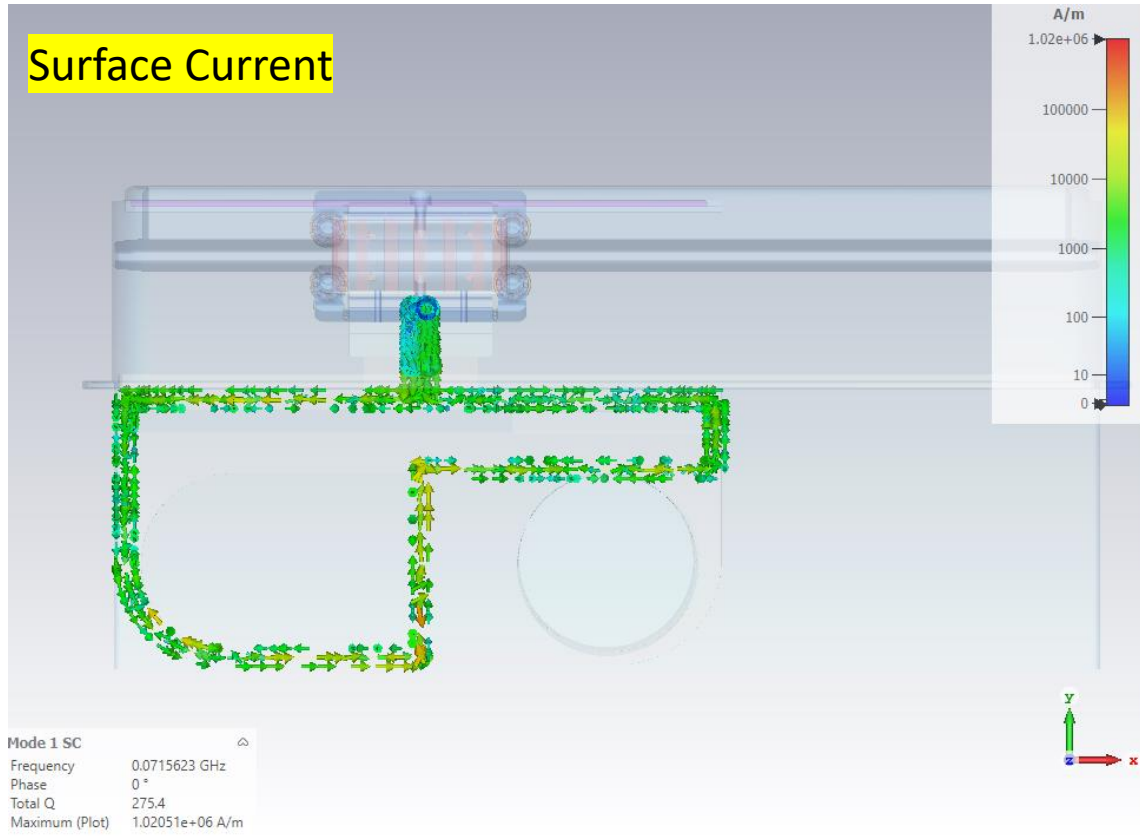 Surface Current
A/m
1.02e+06
100000
10000
1000
100
10
0
y
z
x
Mode 1 SC
Frequency 0.0715623 GHz
Phase 0 °
Total Q 275.4
Maximum (Plot) 1.02051e+06 A/m